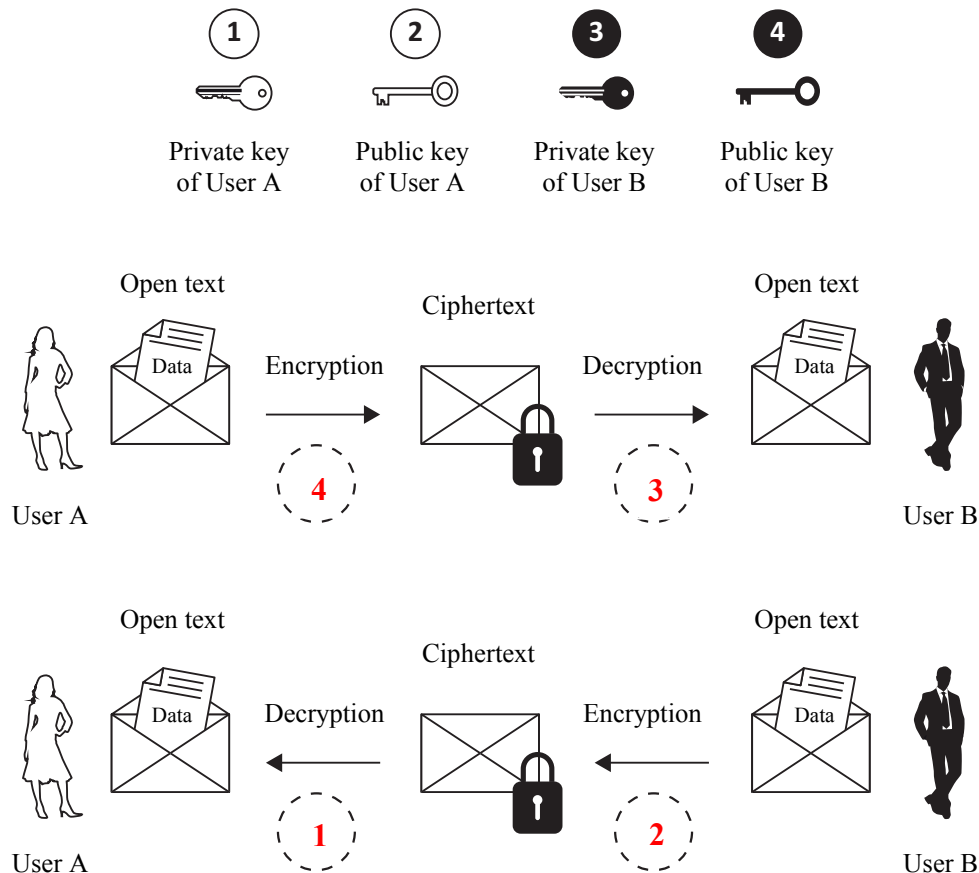 1 2 3 4
Private key of User A
Public key of User A
Private key of User B
Public key of User B
Open text
Ciphertext
Open text
Data
Encryption
Decryption
Data
4
3
User A
User B
Open text
Ciphertext
Open text
Data
Decryption
Encryption
Data
1
2
User A
User B